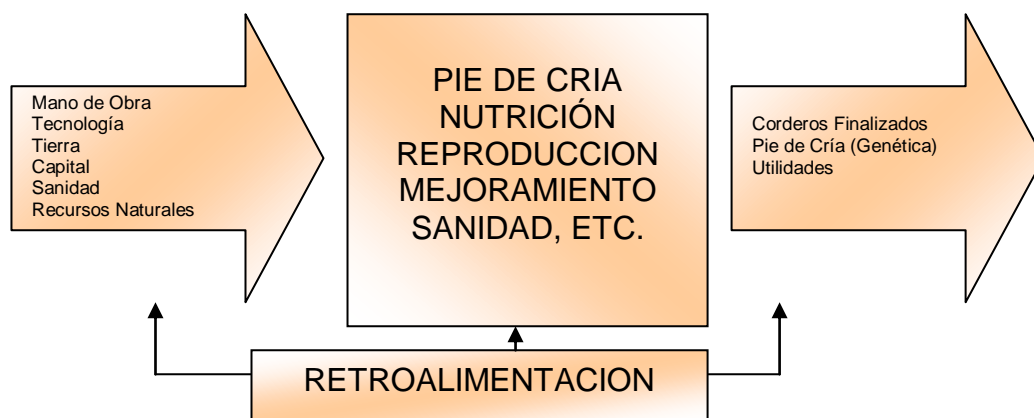 Mano de Obra
Tecnología
Tierra
Capital
Sanidad
Recursos Naturales
PIE DE CRIA
NUTRICIÓN
REPRODUCCION
MEJORAMIENTO
SANIDAD, ETC.
Corderos Finalizados
Pie de Cría (Genética)
Utilidades
RETROALIMENTACION